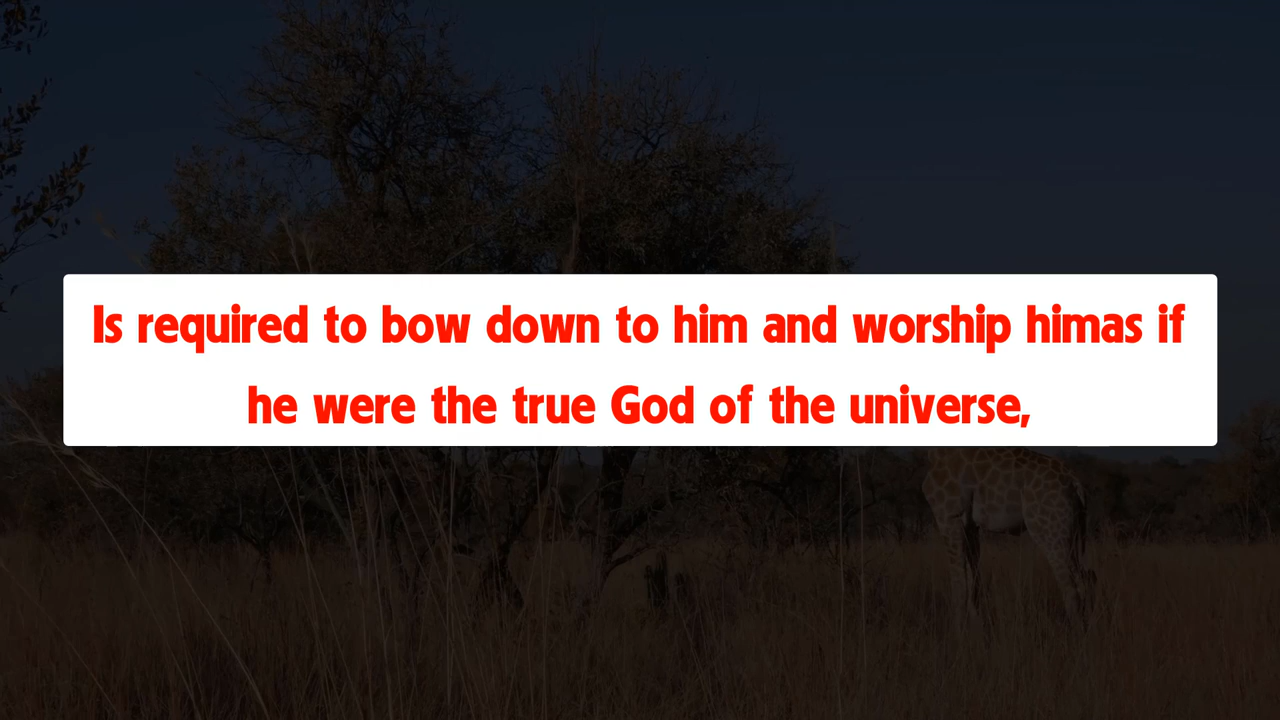 Is required to bow down to him and worship himas if
he were the true God of the universe,